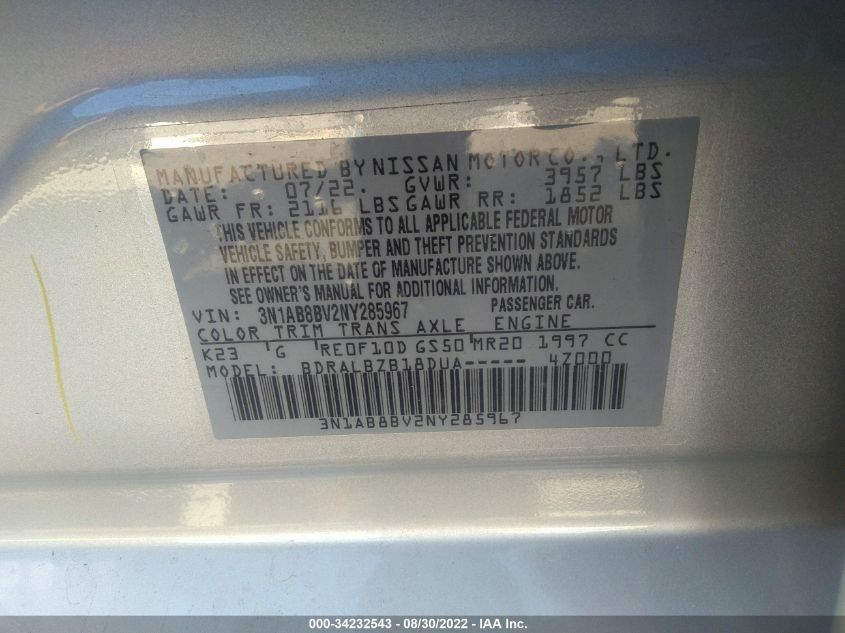 MANUFACTURED BY NISSAN MOTOR CO., LTD.
DATE: 07/22. GVWR: 3957 LBS
GAWR FR: 2116 LBS GAWR RR: 1852 LBS
THIS VEHICLE CONFORMS TO ALL APPLICABLE FEDERAL MOTOR
VEHICLE SAFETY, BUMPER AND THEFT PREVENTION STANDARDS
IN EFFECT ON THE DATE OF MANUFACTURE SHOWN ABOVE.
SEE OWNER'S MANUAL FOR ADDITIONAL INFORMATION
VIN: 3N1AB8BV2NY285967 PASSENGER CAR.
COLOR TRIM TRANS AXLE ENGINE
K23 'G 'RE0F10D GS50'MR20 1997 CC
MODEL: BDRALBZB18DUA----- 4Z000
3N1AB8BV2NY285967
000-34232543 - 08/30/2022 - IAA Inc.